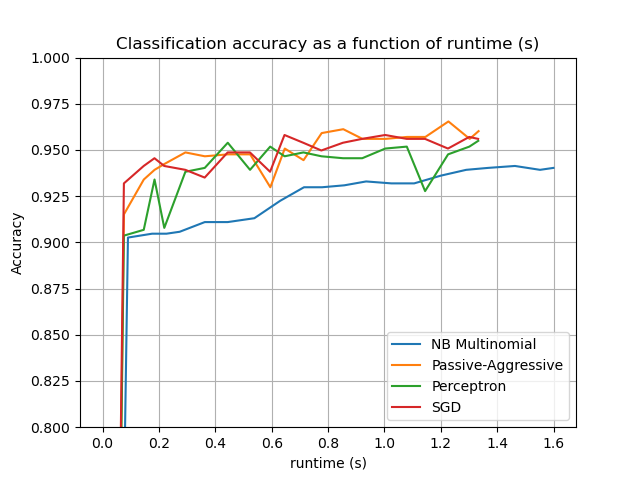 Classification accuracy as a function of runtime (s)
1.000
0.975
0.950
0.925
0.900
0.875
0.850
0.825
0.800
Accuracy
NB Multinomial
Passive-Aggressive
Perceptron
SGD
0.0 0.2 0.4 0.6 0.8 1.0 1.2 1.4 1.6
runtime (s)